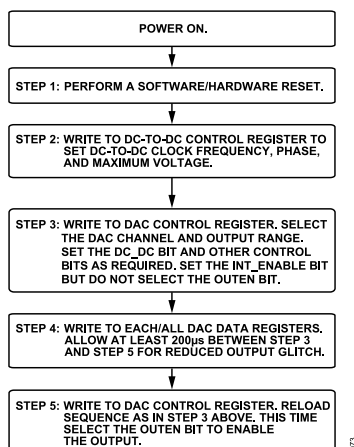 POWER ON.
STEP 1: PERFORM A SOFTWARE/HARDWARE RESET.
STEP 2: WRITE TO DC-TO-DC CONTROL REGISTER TO
SET DC-TO-DC CLOCK FREQUENCY, PHASE,
AND MAXIMUM VOLTAGE.
STEP 3: WRITE TO DAC CONTROL REGISTER. SELECT
THE DAC CHANNEL AND OUTPUT RANGE.
SET THE DC_DC BIT AND OTHER CONTROL
BITS AS REQUIRED. SET THE INT_ENABLE BIT
BUT DO NOT SELECT THE OUTEN BIT.
STEP 4: WRITE TO EACH/ALL DAC DATA REGISTERS.
ALLOW AT LEAST 200µs BETWEEN STEP 3
AND STEP 5 FOR REDUCED OUTPUT GLITCH.
STEP 5: WRITE TO DAC CONTROL REGISTER. RELOAD
SEQUENCE AS IN STEP 3 ABOVE. THIS TIME
SELECT THE OUTEN BIT TO ENABLE
THE OUTPUT.